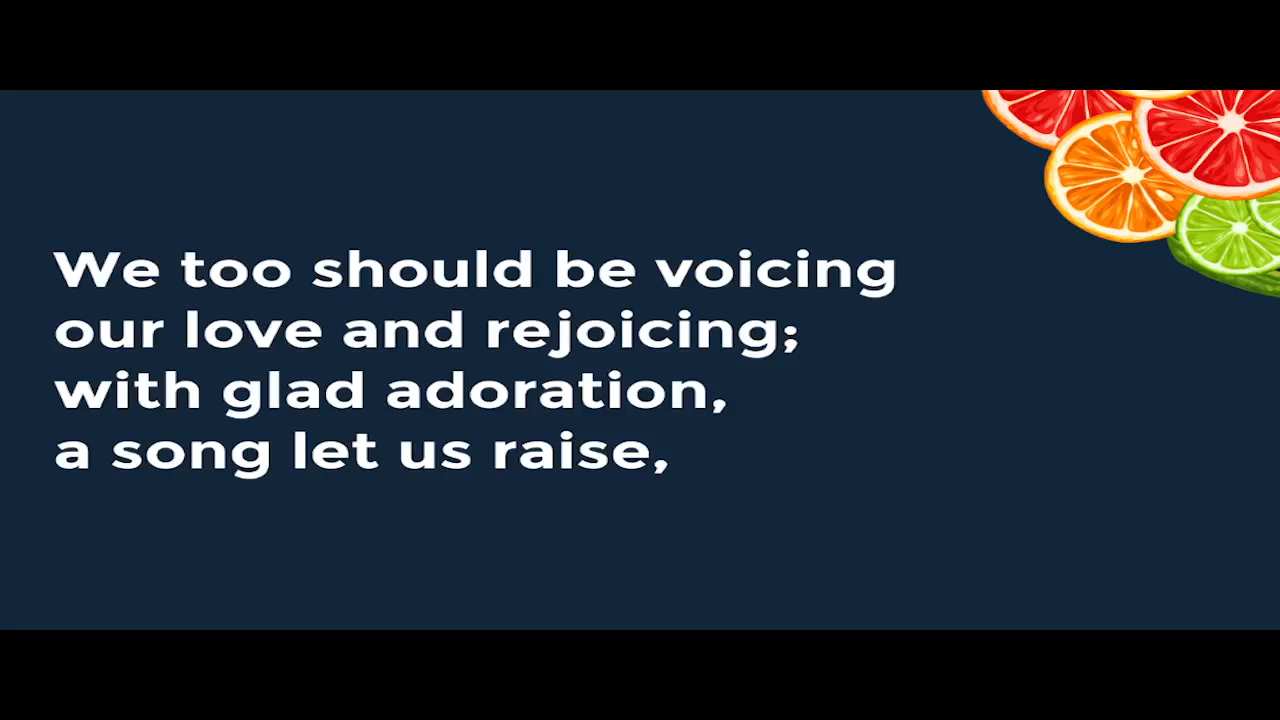 We too should be voicing
our love and rejoicing;
with glad adoration,
a song let us raise,